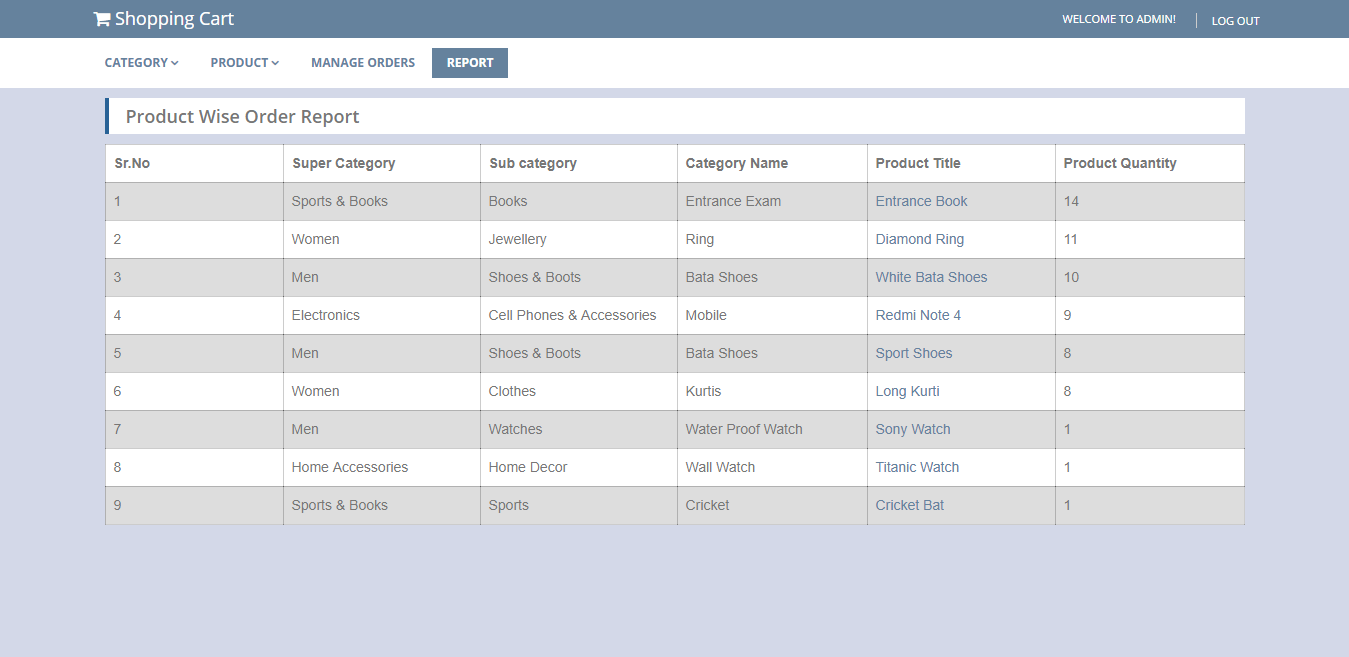 Shopping Cart
WELCOME TO ADMIN! LOG OUT
CATEGORY PRODUCT MANAGE ORDERS REPORT
Product Wise Order Report
Sr.No Super Category Sub category Category Name Product Title Product Quantity
1 Sports & Books Books Entrance Exam Entrance Book 14
2 Women Jewellery Ring Diamond Ring 11
3 Men Shoes & Boots Bata Shoes White Bata Shoes 10
4 Electronics Cell Phones & Accessories Mobile Redmi Note 4 9
5 Men Shoes & Boots Bata Shoes Sport Shoes 8
6 Women Clothes Kurtis Long Kurti 8
7 Men Watches Water Proof Watch Sony Watch 1
8 Home Accessories Home Decor Wall Watch Titanic Watch 1
9 Sports & Books Sports Cricket Cricket Bat 1